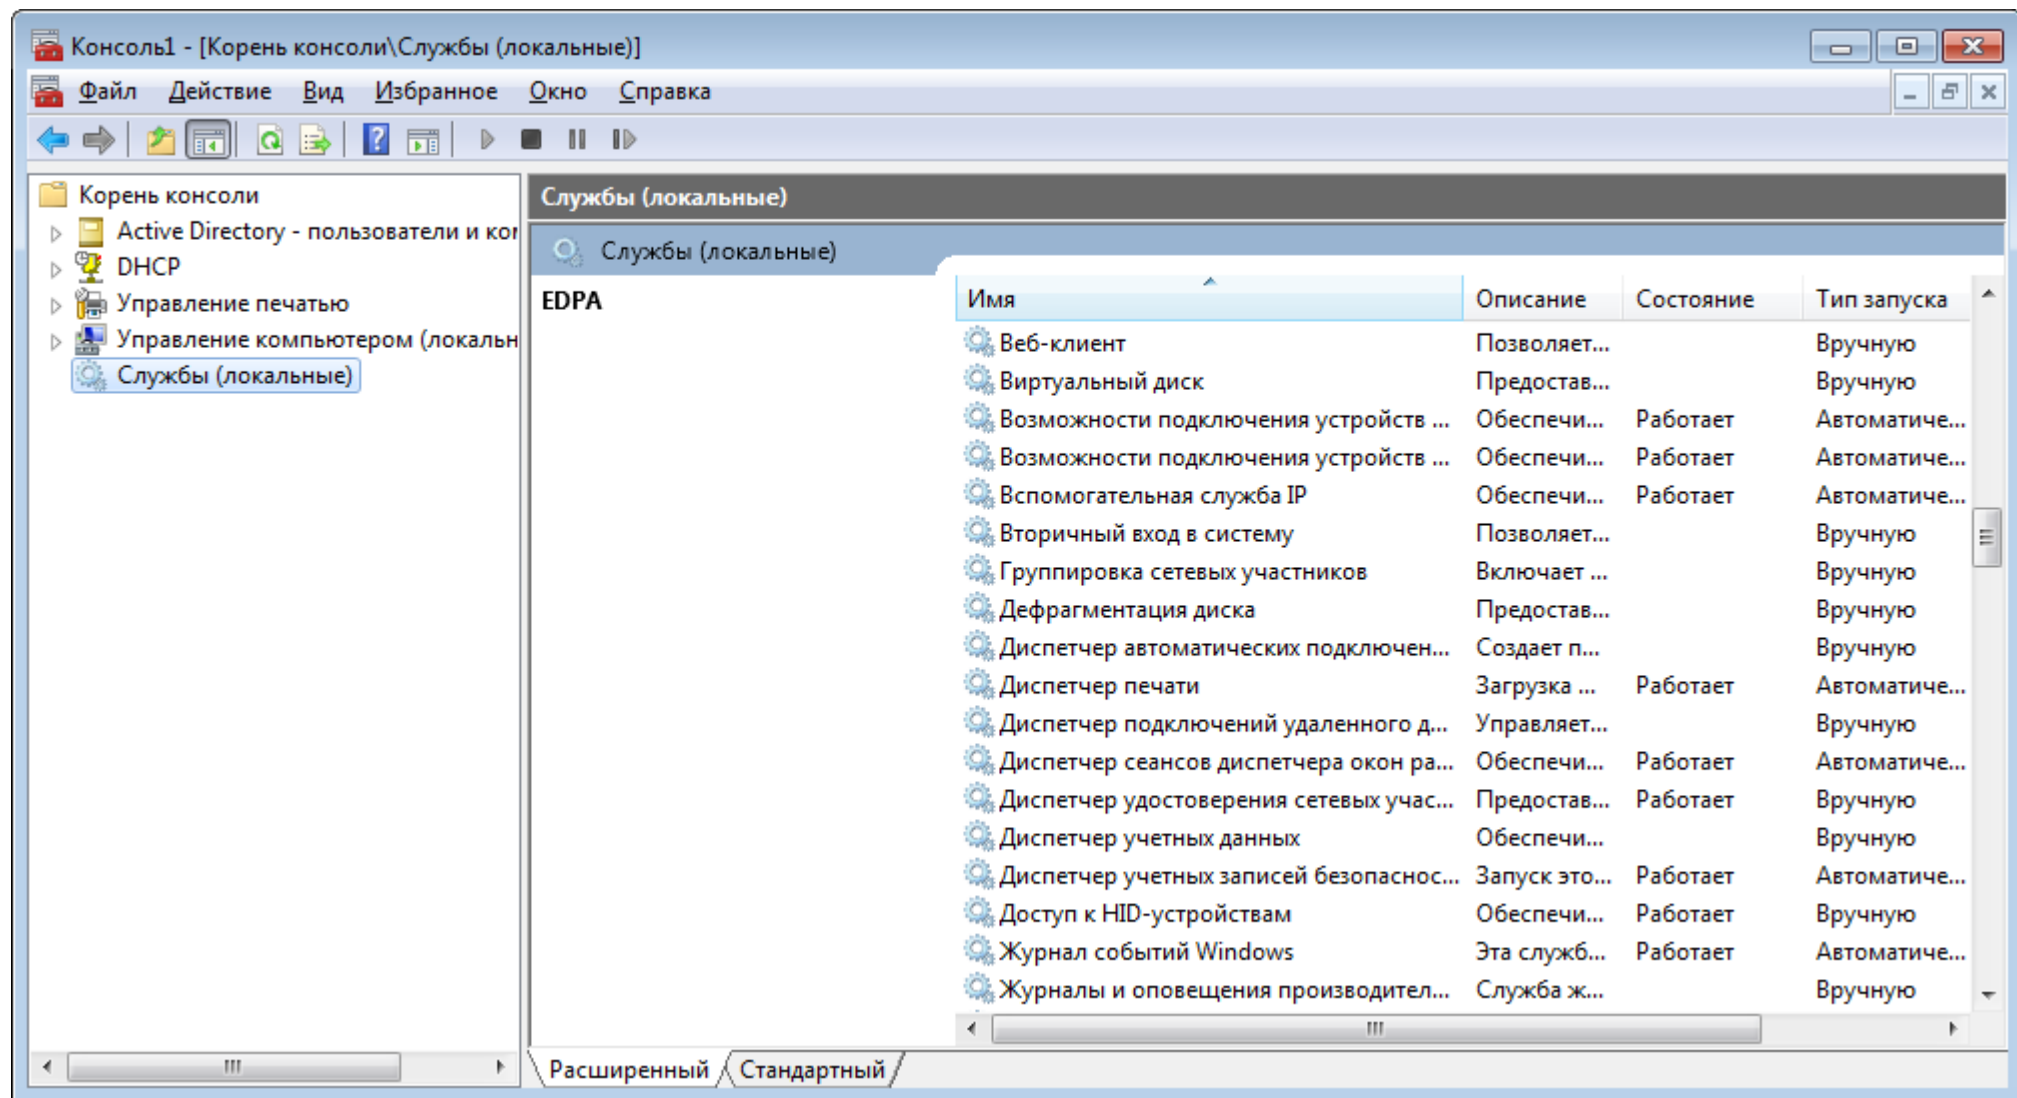 Консоль1 - [Корень консоли\Службы (локальные)]
Файл Действие Вид Избранное Окно Справка
Корень консоли
Active Directory - пользователи и ко
DHCP
Управление печатью
Управление компьютером (локальн
Службы (локальные)
Службы (локальные)
Службы (локальные)
EDPA
Имя Описание Состояние Тип запуска
Веб-клиент Позволяет... Вручную
Виртуальный диск Предостав... Вручную
Возможности подключения устройств ... Обеспечи... Работает Автоматиче...
Возможности подключения устройств ... Обеспечи... Работает Автоматиче...
Вспомогательная служба IP Обеспечи... Работает Автоматиче...
Вторичный вход в систему Позволяет... Вручную
Группировка сетевых участников Включает ... Вручную
Дефрагментация диска Предостав... Вручную
Диспетчер автоматических подключен... Создает п... Вручную
Диспетчер печати Загрузка ... Работает Автоматиче...
Диспетчер подключений удаленного д... Управляет... Вручную
Диспетчер сеансов диспетчера окон ра... Обеспечи... Работает Автоматиче...
Диспетчер удостоверения сетевых учас... Предостав... Работает Вручную
Диспетчер учетных данных Обеспечи... Вручную
Диспетчер учетных записей безопаснос... Запуск это... Работает Автоматиче...
Доступ к HID-устройствам Обеспечи... Работает Вручную
Журнал событий Windows Эта служб... Работает Автоматиче...
Журналы и оповещения производител... Служба ж... Вручную
Расширенный Стандартный